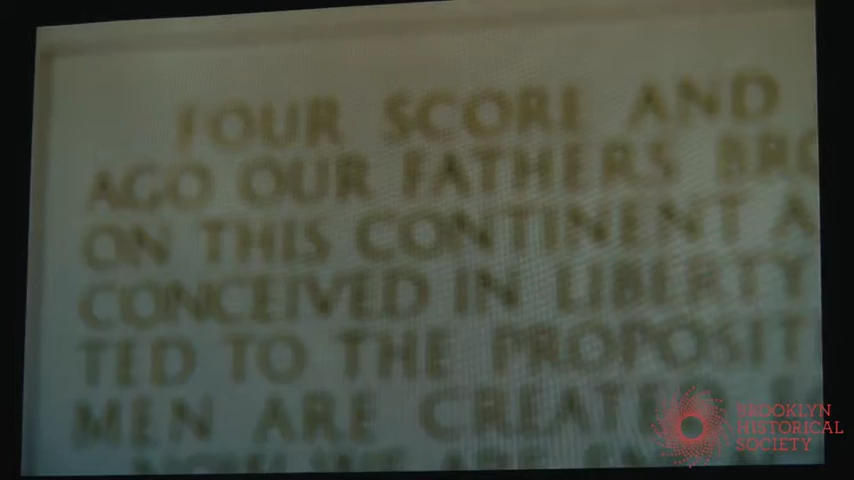 FOUR SCORE AND
AGO OUR FATHERS BRO
ON THIS CONTINENT A
CONCEIVED IN LIBERTY
TED TO THE PROPOSIT
MEN ARE CREATED
BROOKLYN
HISTORICAL
SOCIETY